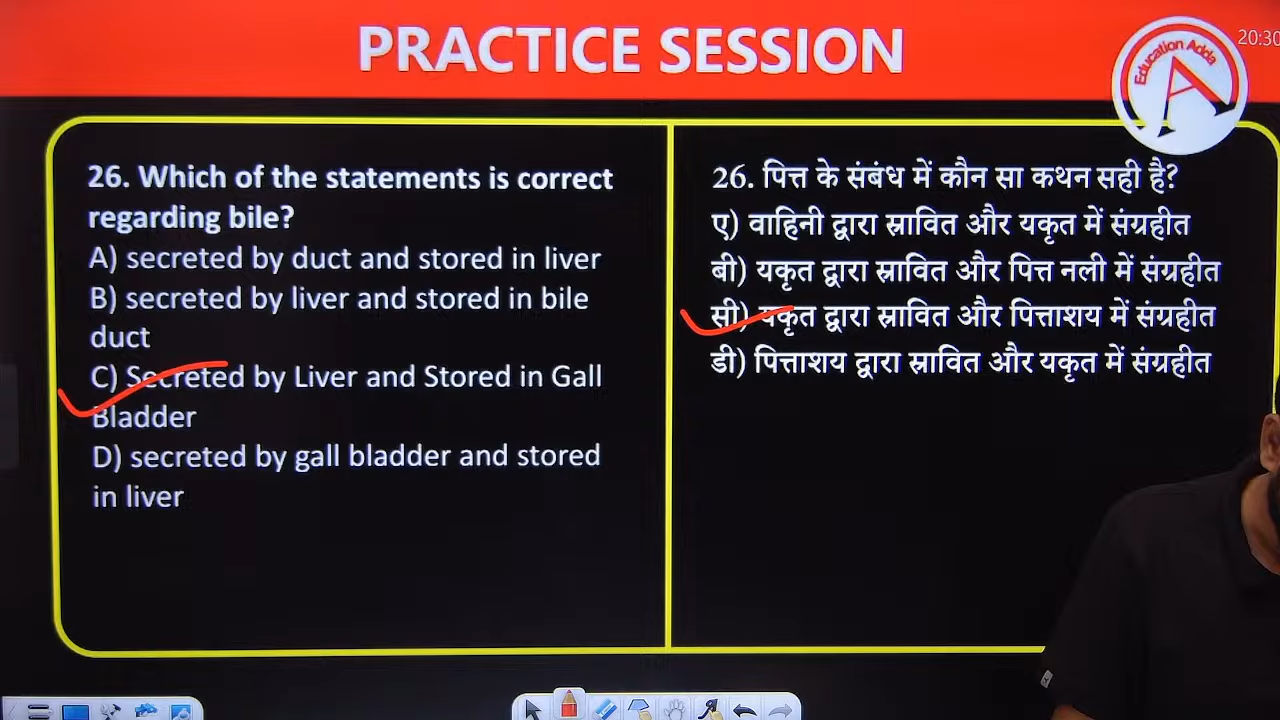 PRACTICE SESSION
Education Adda
A
20:30
26. Which of the statements is correct
regarding bile?
A) secreted by duct and stored in liver
B) secreted by liver and stored in bile
duct
C) Secreted by Liver and Stored in Gall
Bladder
D) secreted by gall bladder and stored
in liver
26. पित्त के संबंध में कौन सा कथन सही है?
ए) वाहिनी द्वारा स्रावित और यकृत में संग्रहीत
बी) यकृत द्वारा स्रावित और पित्त नली में संग्रहीत
सी) यकृत द्वारा स्रावित और पित्ताशय में संग्रहीत
डी) पित्ताशय द्वारा स्रावित और यकृत में संग्रहीत